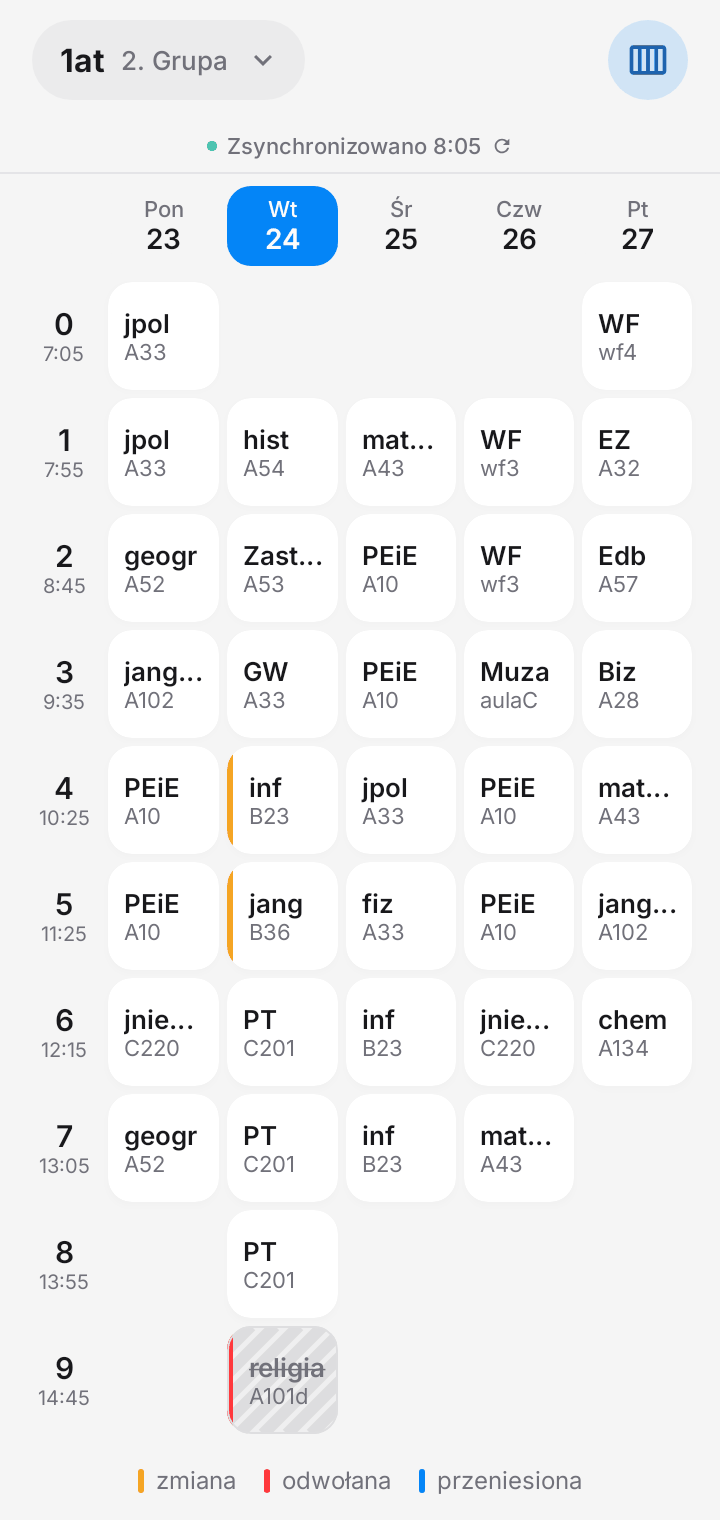 1at 2. Grupa
Zsynchronizowano 8:05
Pon Wt Śr Czw Pt
23 24 25 26 27
0 jpol WF
7:05 A33 wf4
1 jpol hist mat... WF EZ
7:55 A33 A54 A43 wf3 A32
2 geogr Zast... PEiE WF Edb
8:45 A52 A53 A10 wf3 A57
3 jang... GW PEiE Muza Biz
9:35 A102 A33 A10 aulaC A28
4 PEiE inf jpol PEiE mat...
10:25 A10 B23 A33 A10 A43
5 PEiE jang fiz PEiE jang...
11:25 A10 B36 A33 A10 A102
6 jnie... PT inf jnie... chem
12:15 C220 C201 B23 C220 A134
7 geogr PT inf mat...
13:05 A52 C201 B23 A43
8 PT
13:55 C201
9 religia
14:45 A101d
zmiana odwołana przeniesiona